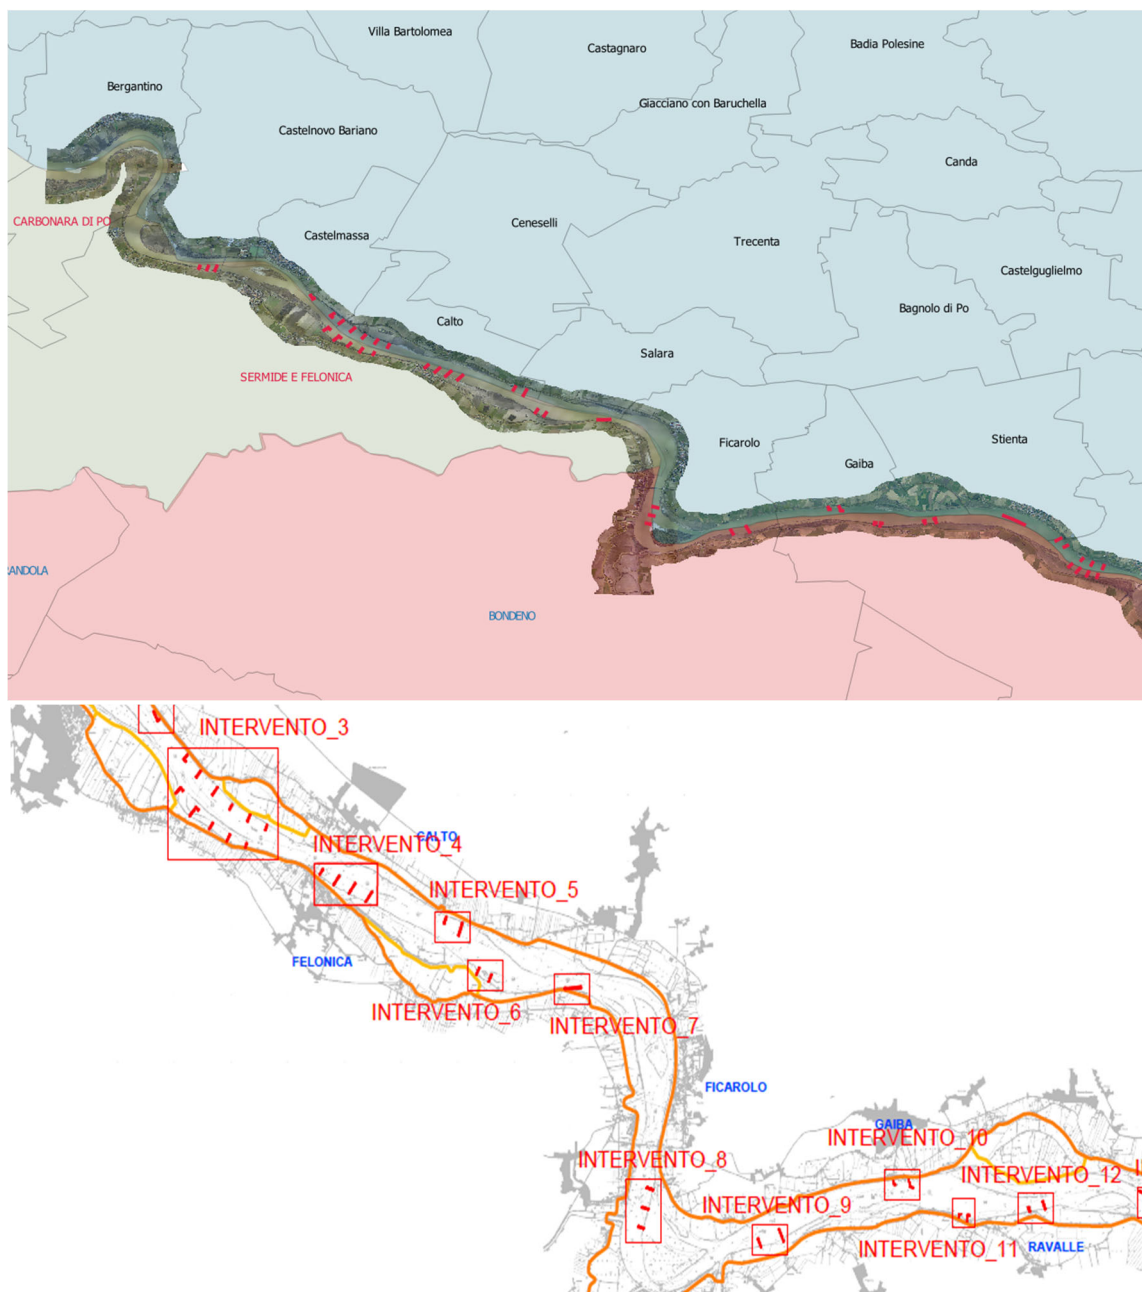 Villa Bartolomea
Castagnaro
Badia Polesine
Bergantino
Giacciano con Baruchella
Castelnovo Bariano
Canda
CARBONARA DI PO
Ceneselli
Castelmassa
Trecenta
Castelguglielmo
Bagnolo di Po
Calto
Salara
SERMIDE E FELONICA
Ficarolo
Stienta
Gaiba
RANDOLA
BONDENO
INTERVENTO_3
CALTO
INTERVENTO_4
INTERVENTO_5
FELONICA
INTERVENTO_6
INTERVENTO_7
FICAROLO
GAIBA
INTERVENTO_10
INTERVENTO_8
INTERVENTO_12
INTERVENTO_9
INTERVENTO_11
RAVALLE